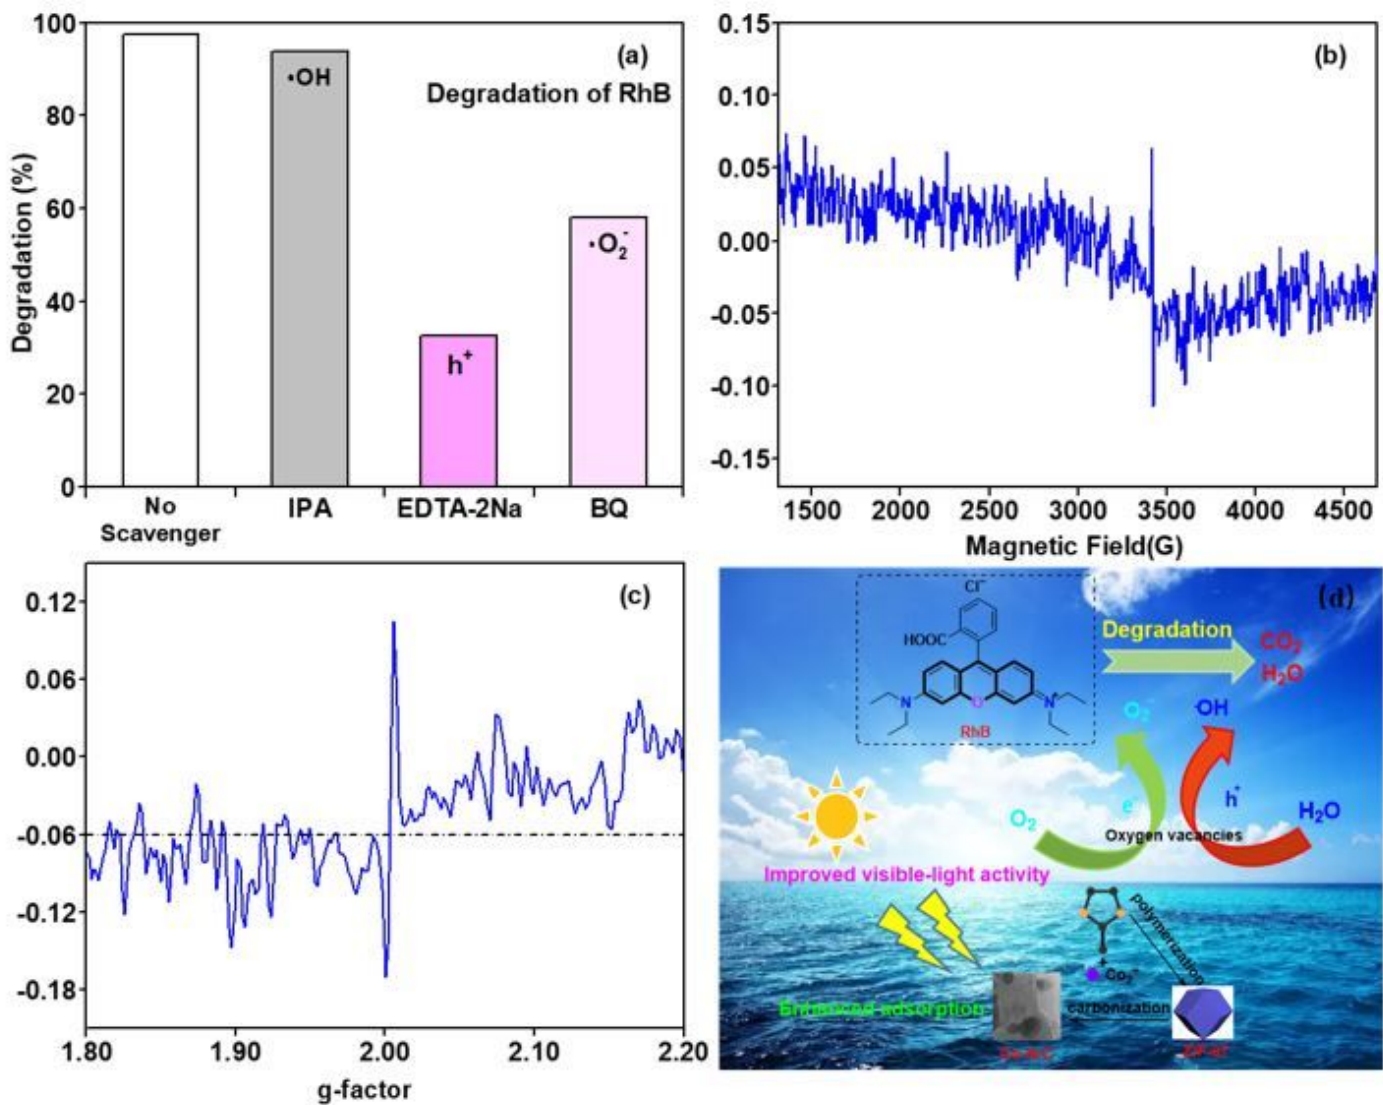 100
80
60
40
20
0
Degradation (%)
(a)
Degradation of RhB
·OH
h⁺
·O₂⁻
No
Scavenger
IPA
EDTA-2Na
BQ
0.15
0.10
0.05
0.00
-0.05
-0.10
-0.15
(b)
1500 2000 2500 3000 3500 4000 4500
Magnetic Field(G)
0.12
0.06
0.00
-0.06
-0.12
-0.18
(c)
1.80 1.90 2.00 2.10 2.20
g-factor
(d)
Cl⁻
HOOC
N
O
N⁺
RhB
Degradation
CO₂
H₂O
O₂⁻
·OH
e⁻
h⁺
O₂
H₂O
Oxygen vacancies
Improved visible-light activity
polymerization
+
Enhanced adsorption
carbonization